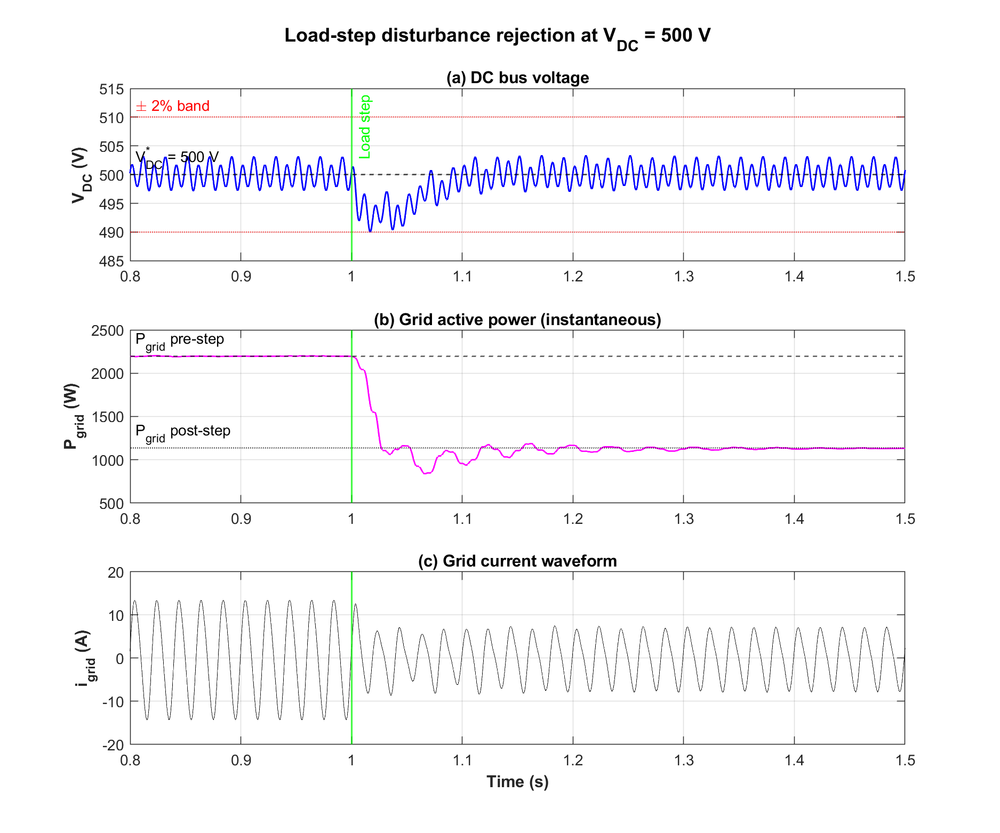 Load-step disturbance rejection at V_DC = 500 V
(a) DC bus voltage
515
510
505
500
495
490
485
V_DC (V)
± 2% band
V*_DC = 500 V
Load step
0.8 0.9 1 1.1 1.2 1.3 1.4 1.5
(b) Grid active power (instantaneous)
2500
2000
1500
1000
500
P_grid (W)
P_grid pre-step
P_grid post-step
0.8 0.9 1 1.1 1.2 1.3 1.4 1.5
(c) Grid current waveform
20
10
0
-10
-20
i_grid (A)
0.8 0.9 1 1.1 1.2 1.3 1.4 1.5
Time (s)